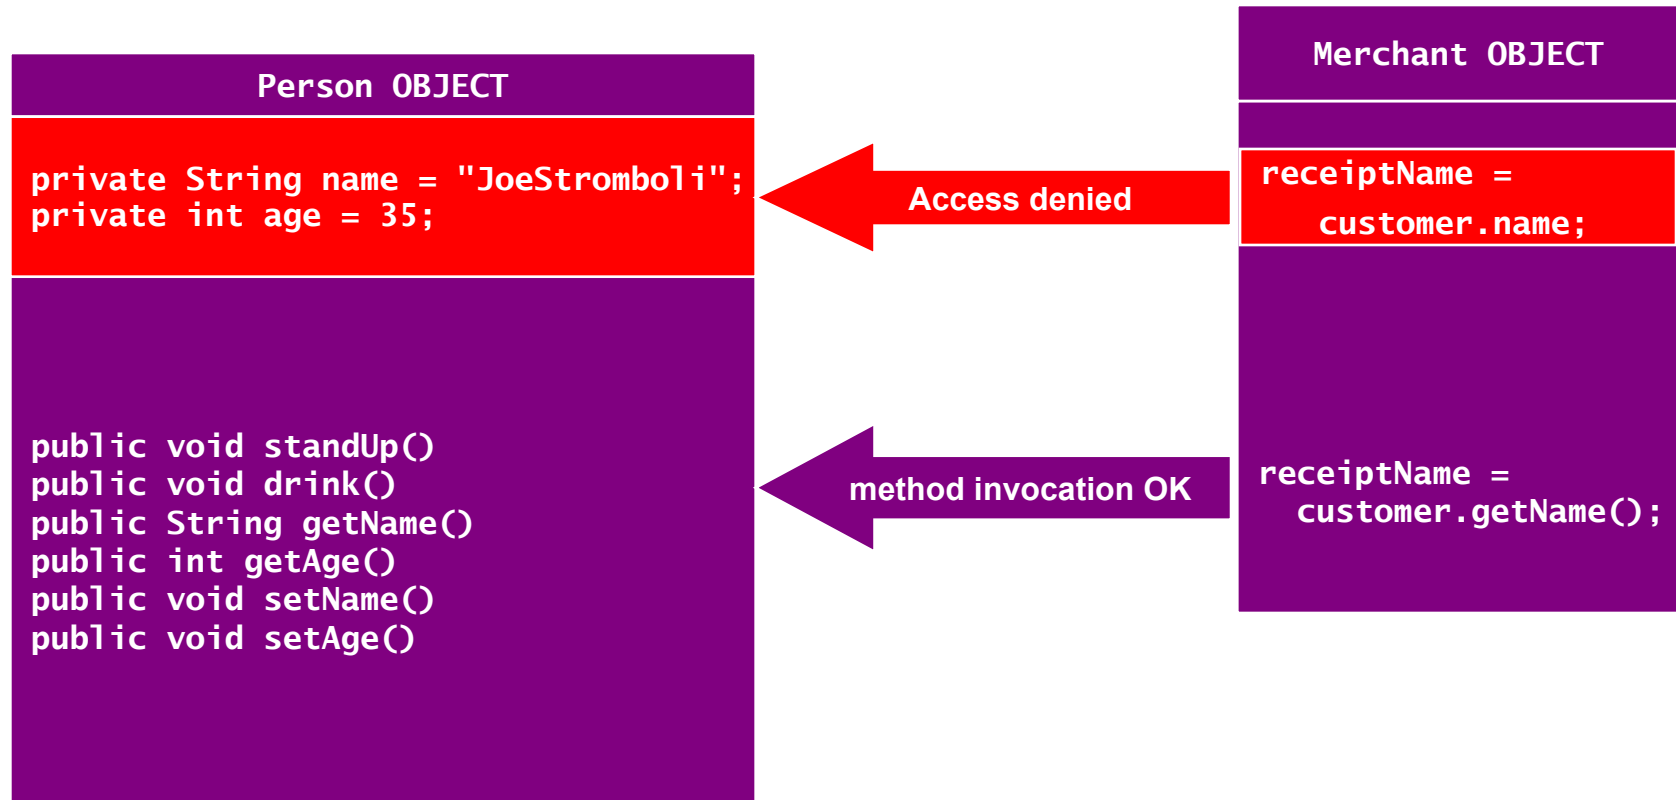 Person OBJECT
private String name = "JoeStromboli";
private int age = 35;
public void standUp()
public void drink()
public String getName()
public int getAge()
public void setName()
public void setAge()
Access denied
method invocation OK
Merchant OBJECT
receiptName =
customer.name;
receiptName =
customer.getName();